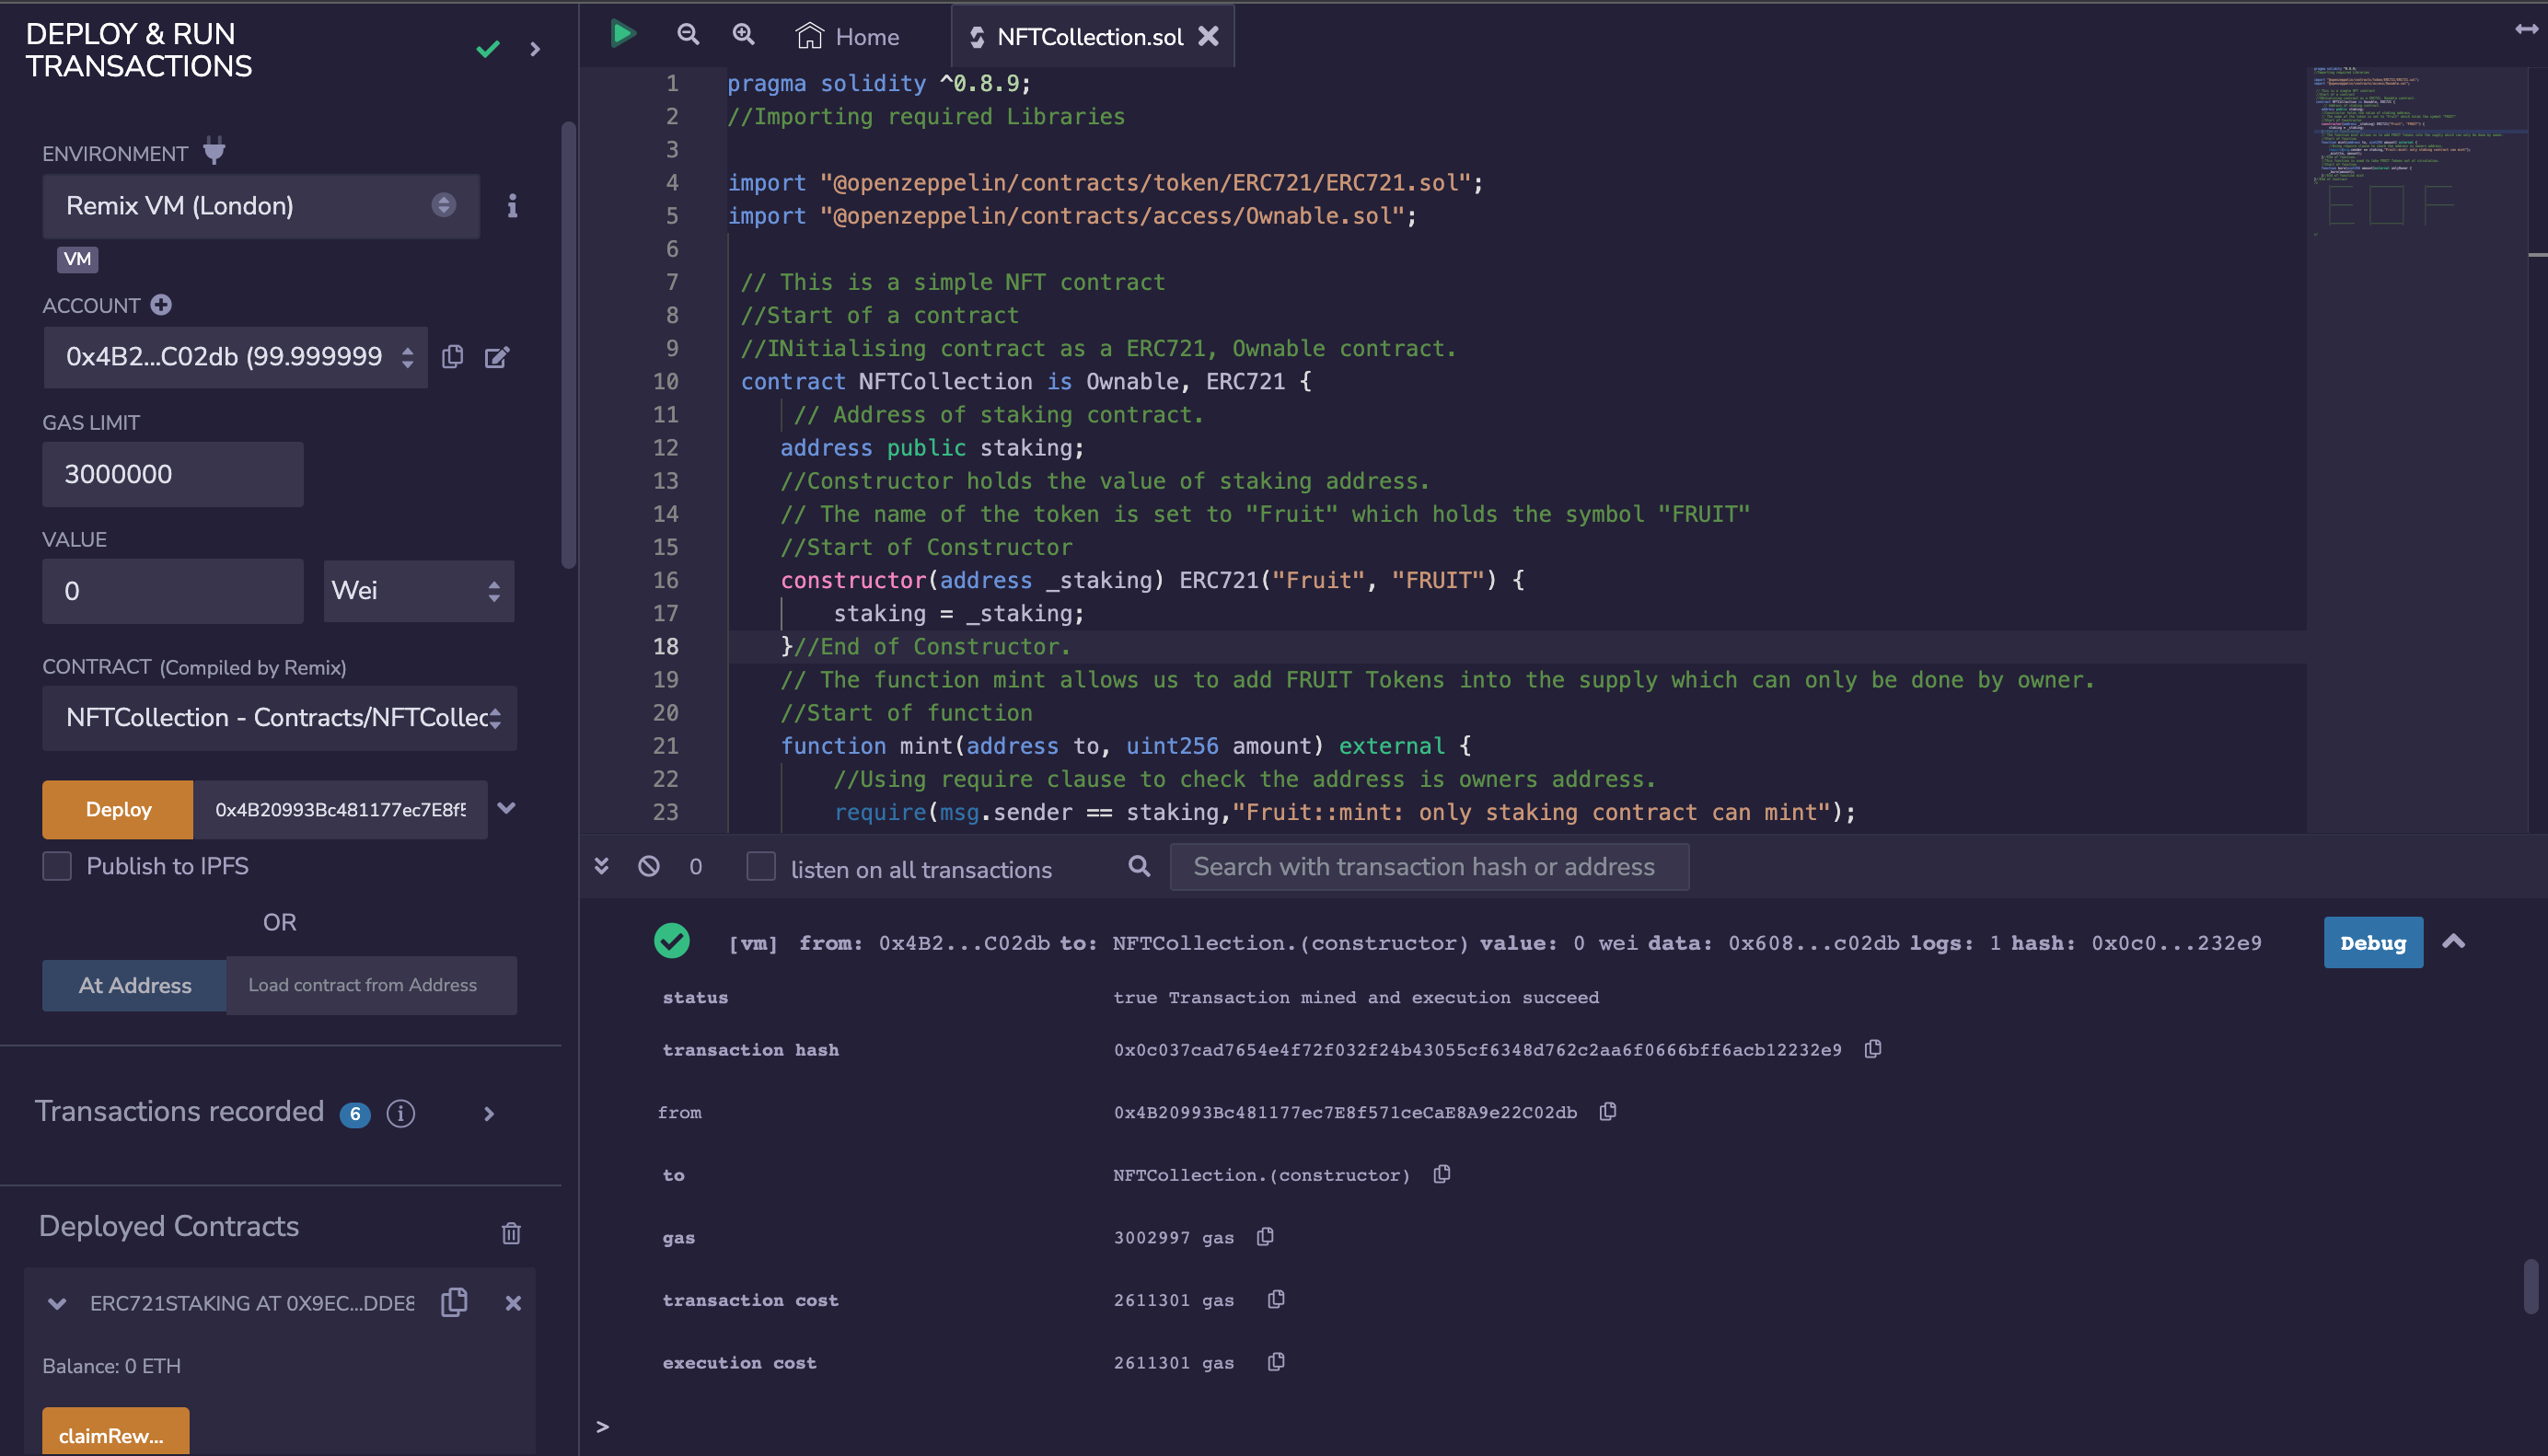 DEPLOY & RUN
TRANSACTIONS
ENVIRONMENT
Remix VM (London)
VM
ACCOUNT
0x4B2...C02db (99.999999
GAS LIMIT
3000000
VALUE
0
Wei
CONTRACT (Compiled by Remix)
NFTCollection - Contracts/NFTCollec
Deploy
0x4B20993Bc481177ec7E8f5
Publish to IPFS
OR
At Address
Load contract from Address
Transactions recorded 6
Deployed Contracts
ERC721STAKING AT 0X9EC...DDE8
Balance: 0 ETH
claimRew...
Home
NFTCollection.sol
1 pragma solidity ^0.8.9;
2 //Importing required Libraries
3
4 import "@openzeppelin/contracts/token/ERC721/ERC721.sol";
5 import "@openzeppelin/contracts/access/Ownable.sol";
6
7 // This is a simple NFT contract
8 //Start of a contract
9 //INitialising contract as a ERC721, Ownable contract.
10 contract NFTCollection is Ownable, ERC721 {
11 // Address of staking contract.
12 address public staking;
13 //Constructor holds the value of staking address.
14 // The name of the token is set to "Fruit" which holds the symbol "FRUIT"
15 //Start of Constructor
16 constructor(address _staking) ERC721("Fruit", "FRUIT") {
17 staking = _staking;
18 }//End of Constructor.
19 // The function mint allows us to add FRUIT Tokens into the supply which can only be done by owner.
20 //Start of function
21 function mint(address to, uint256 amount) external {
22 //Using require clause to check the address is owners address.
23 require(msg.sender == staking,"Fruit::mint: only staking contract can mint");
0
listen on all transactions
Search with transaction hash or address
[vm] from: 0x4B2...C02db to: NFTCollection.(constructor) value: 0 wei data: 0x608...c02db logs: 1 hash: 0x0c0...232e9
Debug
status true Transaction mined and execution succeed
transaction hash 0x0c037cad7654e4f72f032f24b43055cf6348d762c2aa6f0666bff6acb12232e9
from 0x4B20993Bc481177ec7E8f571ceCaE8A9e22C02db
to NFTCollection.(constructor)
gas 3002997 gas
transaction cost 2611301 gas
execution cost 2611301 gas
>